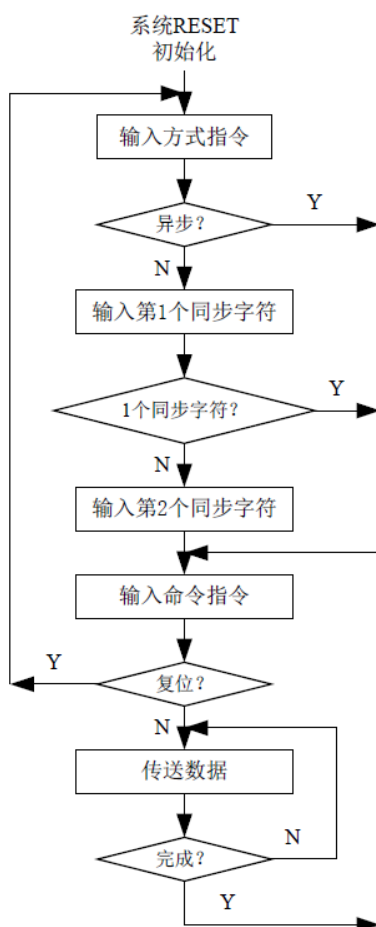 系统RESET
初始化
输入方式指令
异步？
Y
N
输入第1个同步字符
1个同步字符？
Y
N
输入第2个同步字符
输入命令指令
Y
复位？
N
传送数据
完成？
N
Y